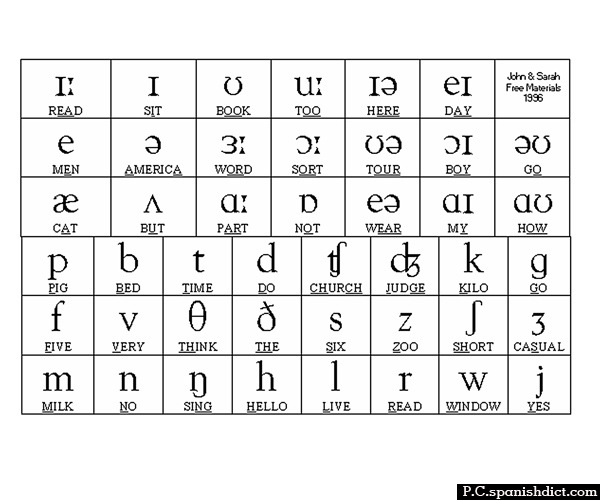 ɪː ɪ ʊ uː ɪə eɪ John & Sarah
Free Materials
1996
READ SIT BOOK TOO HERE DAY
e ə ɜː ɔː ʊə ɔɪ əʊ
MEN AMERICA WORD SORT TOUR BOY GO
æ ʌ ɑː ɒ eə ɑɪ ɑʊ
CAT BUT PART NOT WEAR MY HOW
p b t d ʧ ʤ k g
PIG BED TIME DO CHURCH JUDGE KILO GO
f v θ ð s z ʃ ʒ
FIVE VERY THINK THE SIX ZOO SHORT CASUAL
m n ŋ h l r w j
MILK NO SING HELLO LIVE READ WINDOW YES
P.C.spanishdict.com